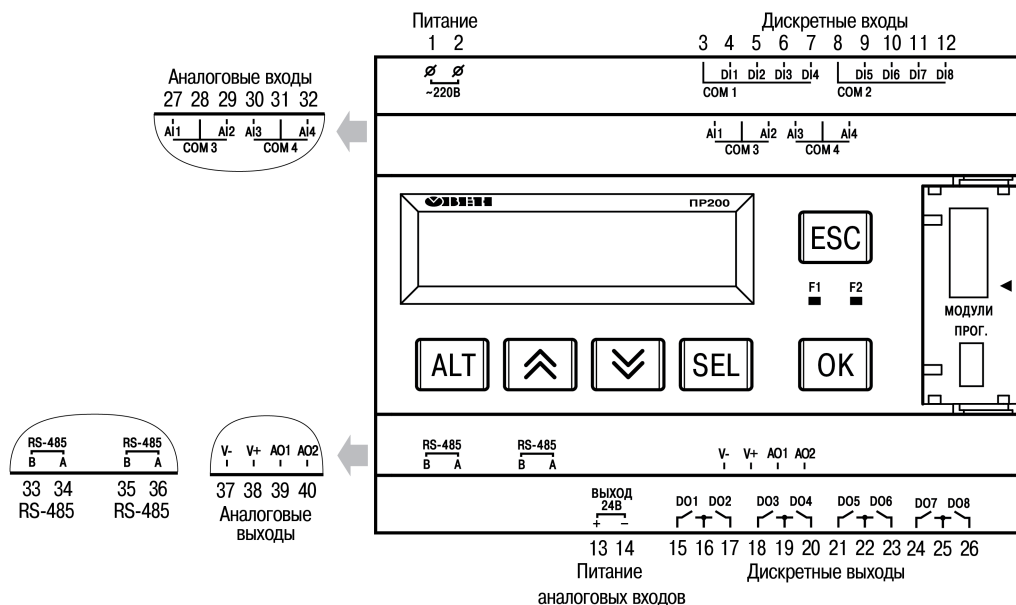 Питание
1 2
~220В
Дискретные входы
3 4 5 6 7 8 9 10 11 12
DI1 DI2 DI3 DI4 DI5 DI6 DI7 DI8
COM 1 COM 2
Аналоговые входы
27 28 29 30 31 32
AI1 AI2 AI3 AI4
COM 3 COM 4
AI1 AI2 AI3 AI4
COM 3 COM 4
ОВЕН ПР200
ESC
F1 F2
МОДУЛИ
ПРОГ.
ALT SEL OK
RS-485 RS-485
B A B A
33 34 35 36
RS-485 RS-485
V- V+ AO1 AO2
37 38 39 40
Аналоговые
выходы
RS-485 RS-485
B A B A
V- V+ AO1 AO2
ВЫХОД
24В
+ −
13 14
Питание
аналоговых входов
DO1 DO2 DO3 DO4 DO5 DO6 DO7 DO8
15 16 17 18 19 20 21 22 23 24 25 26
Дискретные выходы